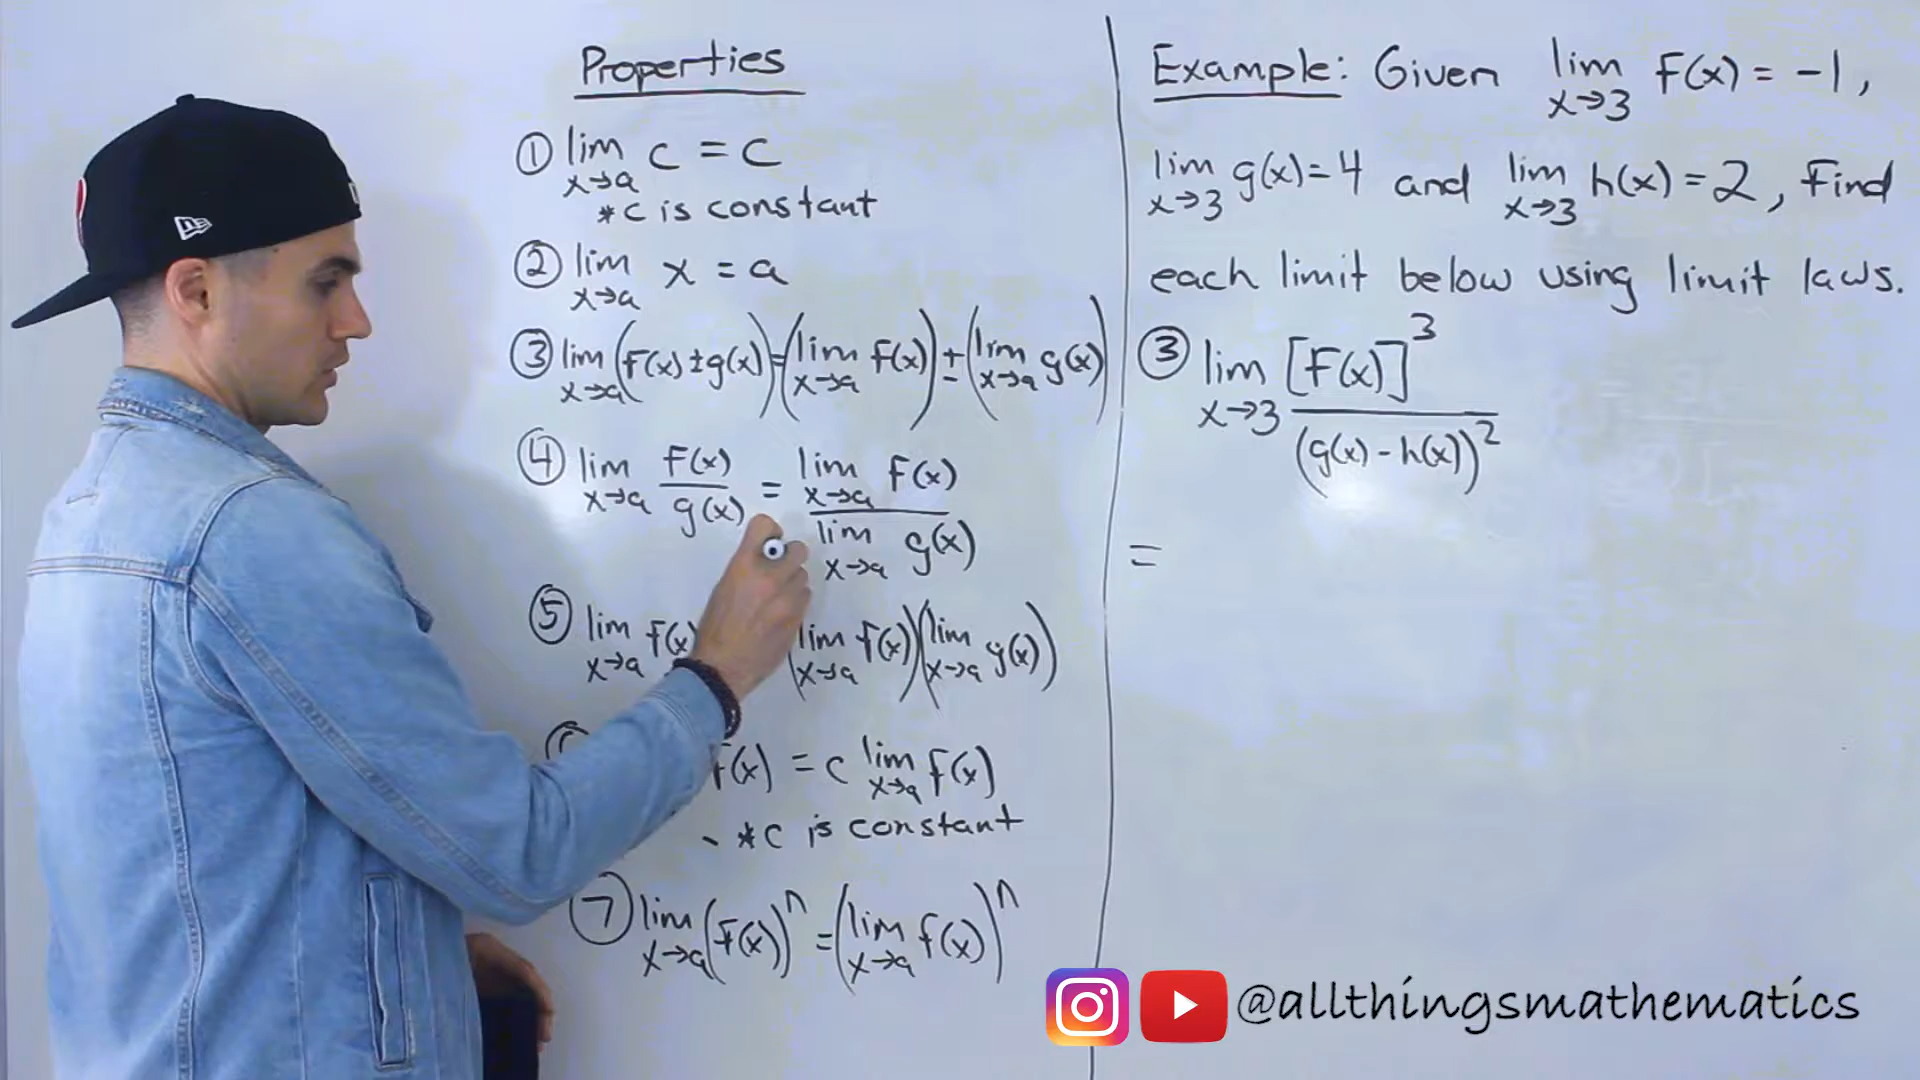 Properties
① lim x→a c = c
*c is constant
② lim x→a x = a
③ lim x→a (f(x) ± g(x)) = (lim x→a f(x)) ± (lim x→a g(x))
④ lim x→a f(x)/g(x) = lim x→a f(x) / lim x→a g(x)
⑤ lim x→a f(x) (lim x→a f(x))(lim x→a g(x))
f(x) = c lim x→a f(x)
*c is constant
⑦ lim x→a (f(x))^n = (lim x→a f(x))^n
Example: Given lim x→3 f(x) = -1,
lim x→3 g(x) = 4 and lim x→3 h(x) = 2, Find
each limit below using limit laws.
③ lim x→3 [f(x)]^3 / (g(x) - h(x))^2
=
@allthingsmathematics